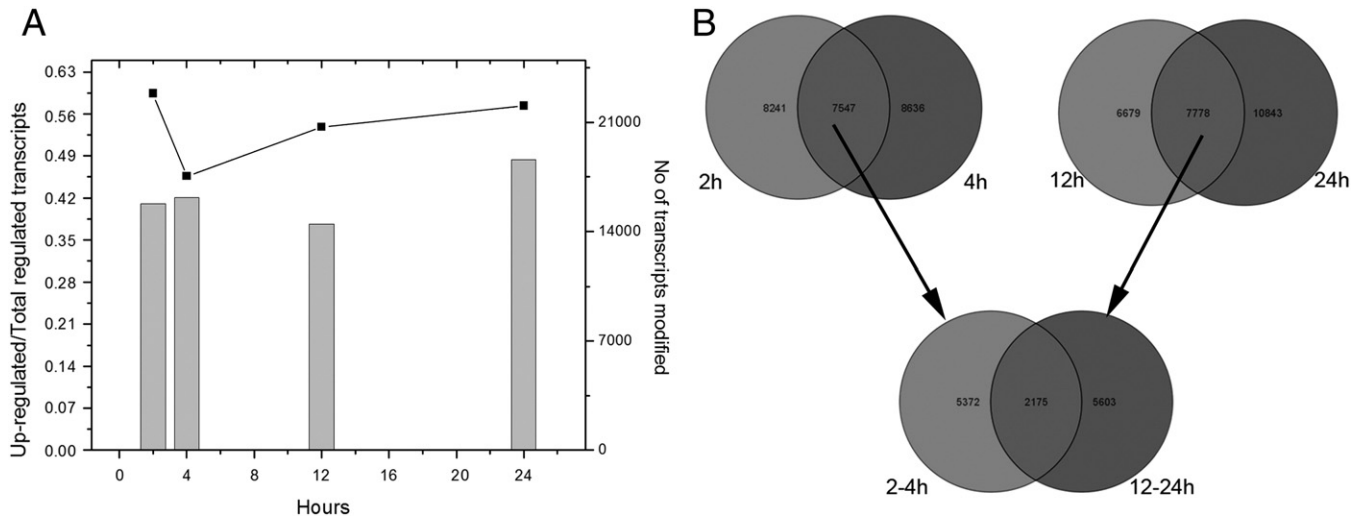 A
Up-regulated/Total regulated transcripts
0.63
0.56
0.49
0.42
0.35
0.28
0.21
0.14
0.07
0.00
0 4 8 12 16 20 24
Hours
21000
14000
7000
0
No of transcripts modified
B
8241 7547 8636
2h 4h
6679 7778 10843
12h 24h
5372 2175 5603
2-4h 12-24h